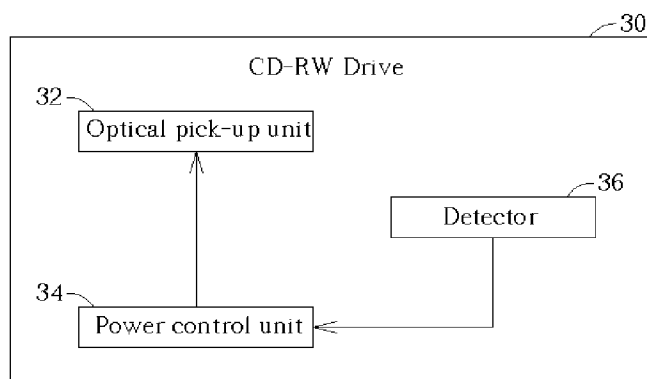 30
CD-RW Drive
32
Optical pick-up unit
36
Detector
34
Power control unit